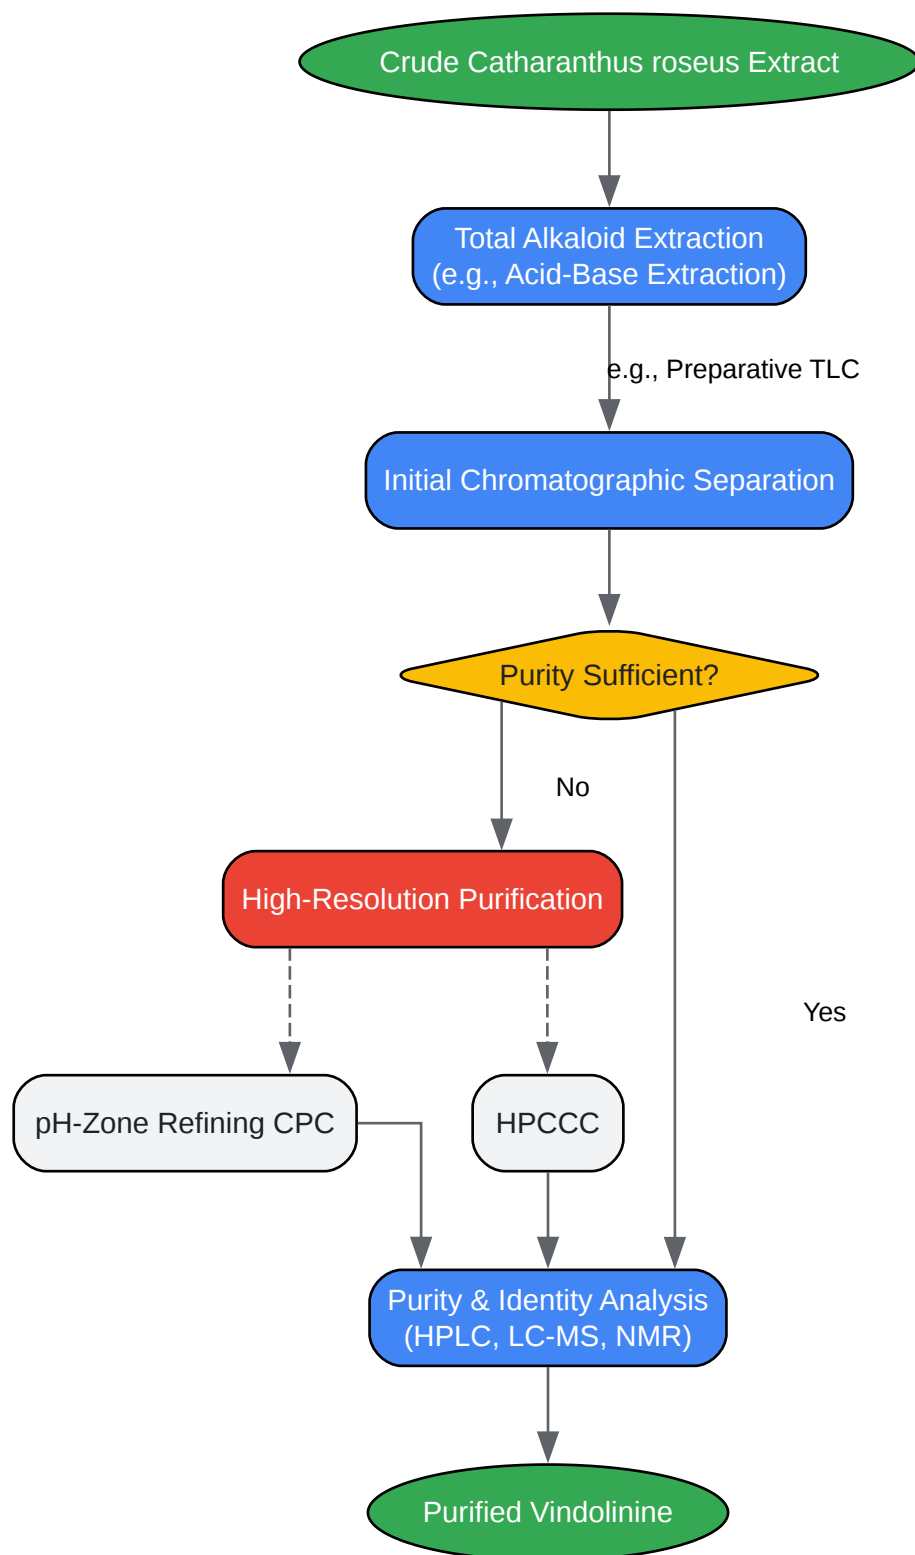 Crude Catharanthus roseus Extract
Total Alkaloid Extraction
(e.g., Acid-Base Extraction)
e.g., Preparative TLC
Initial Chromatographic Separation
Purity Sufficient?
No
High-Resolution Purification
Yes
pH-Zone Refining CPC
HPCCC
Purity & Identity Analysis
(HPLC, LC-MS, NMR)
Purified Vindolinine